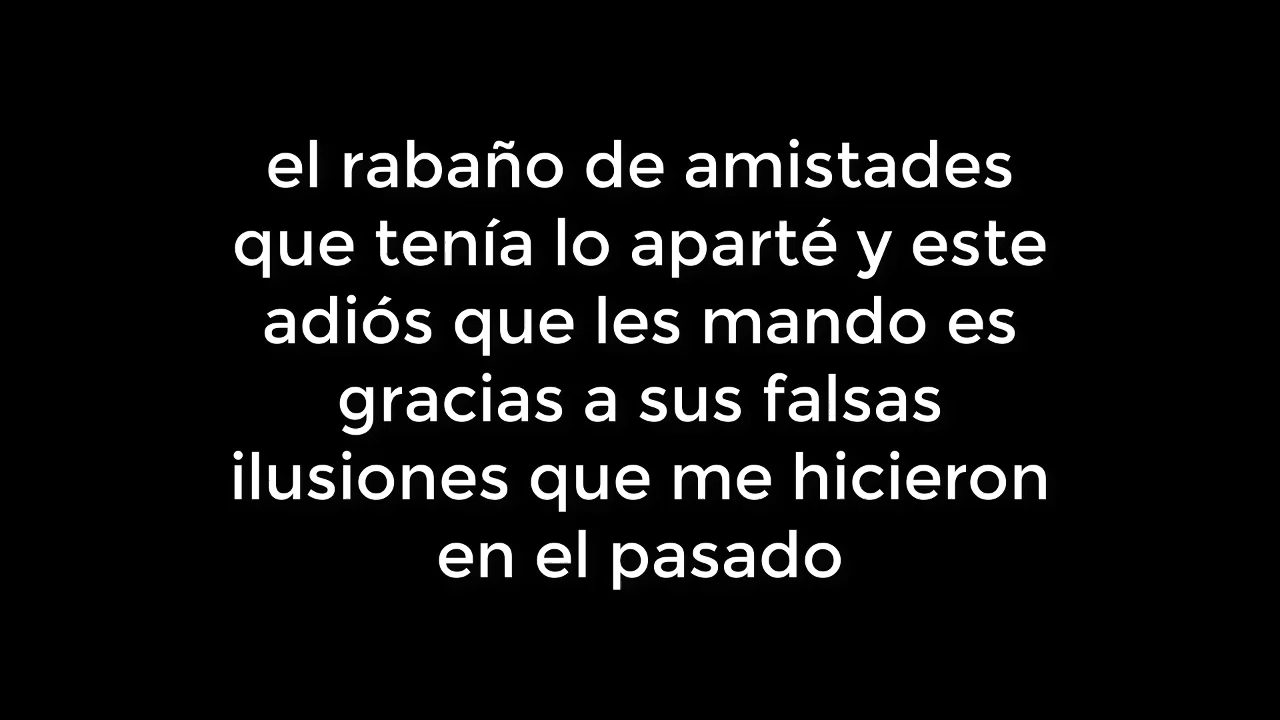 el rabaño de amistades
que tenía lo aparté y este
adiós que les mando es
gracias a sus falsas
ilusiones que me hicieron
en el pasado